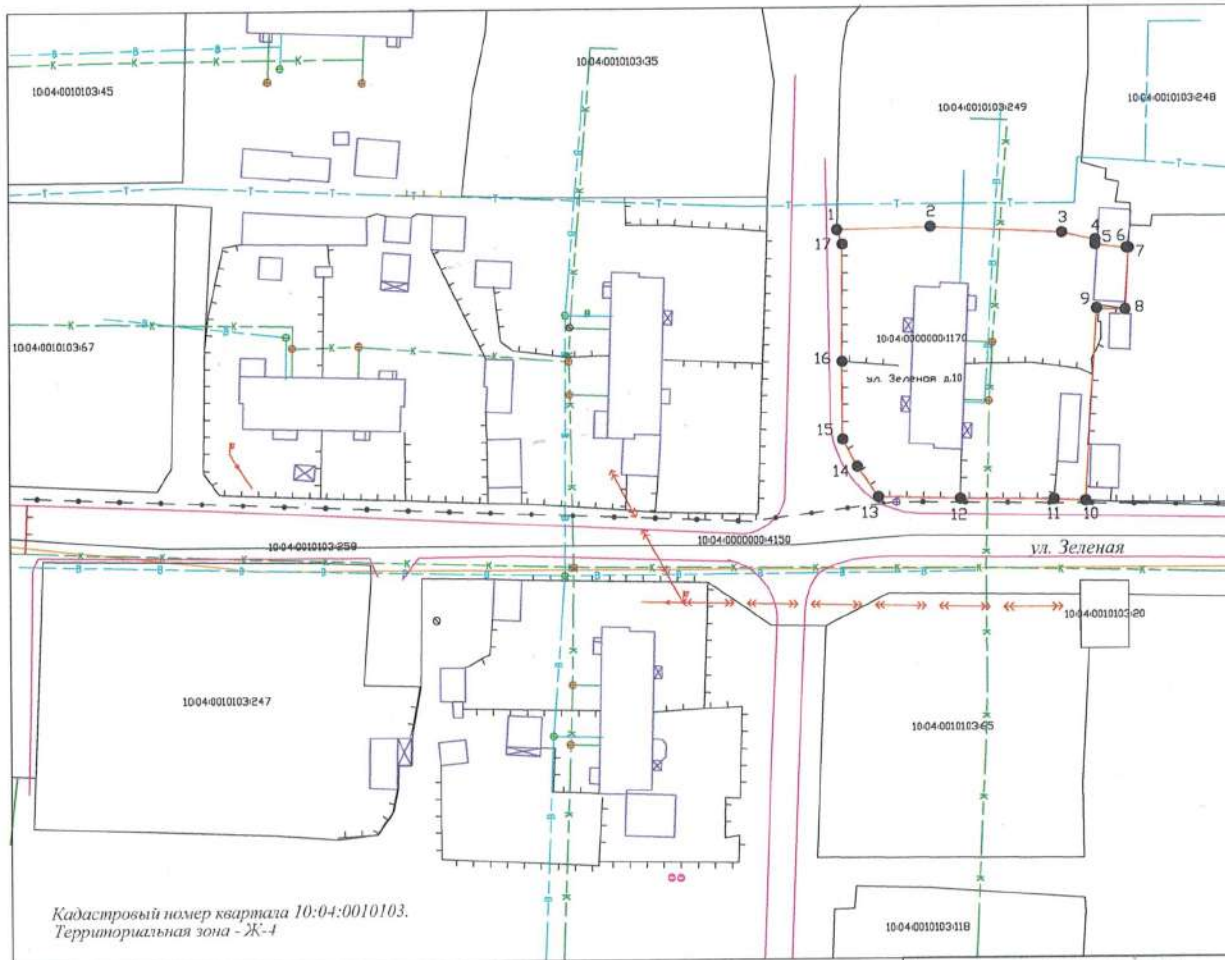 10:04:0010103:45
10:04:0010103:35
10:04:0010103:249
10:04:0010103:248
В В В
К К К К К
Т Т Т Т Т Т Т Т Т Т
1 2 3 4 5 6 7
17
9 8
10:04:0010103:67
К К К
В В
К К
10:04:0000000:1170
ул. Зеленая д.10
16
15
14
13 12 11 10
10:04:0010103:259
10:04:0000000:4150
ул. Зеленая
10:04:0010103:20
10:04:0010103:247
10:04:0010103:65
10:04:0010103:118
Кадастровый номер квартала 10:04:0010103.
Территориальная зона - Ж-4